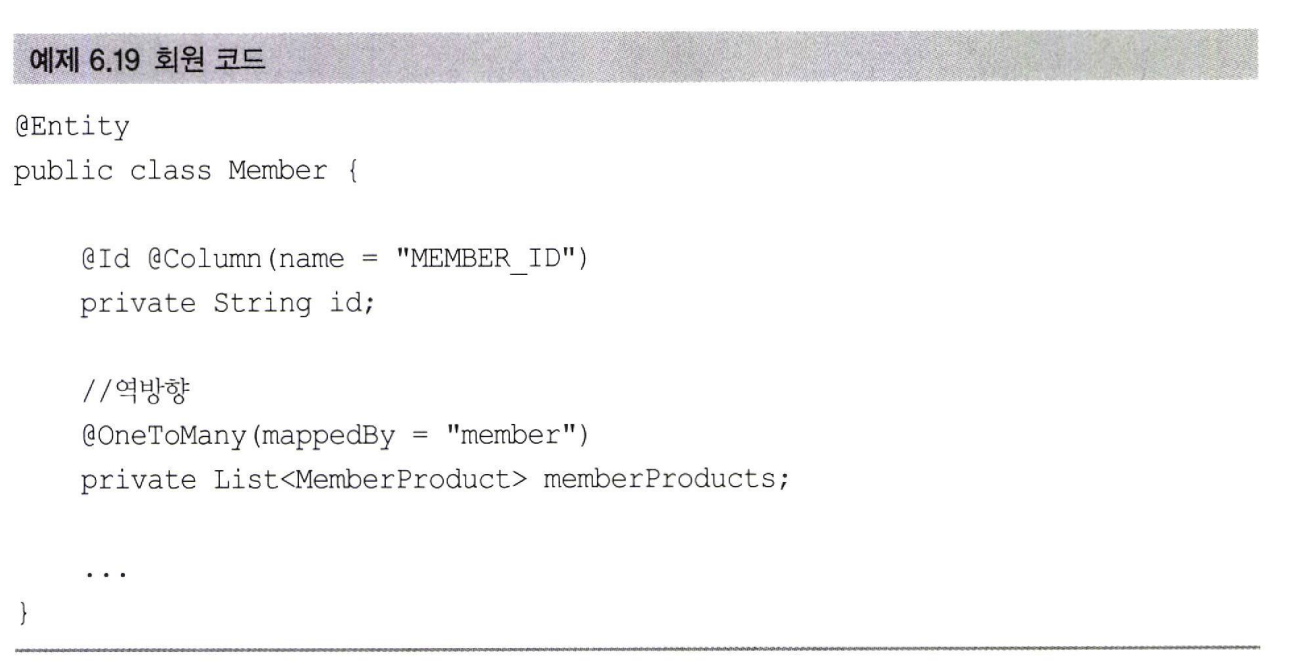 예제 6.19 회원 코드
@Entity
public class Member {
@Id @Column(name = "MEMBER_ID")
private String id;
//역방향
@OneToMany(mappedBy = "member")
private List<MemberProduct> memberProducts;
...
}